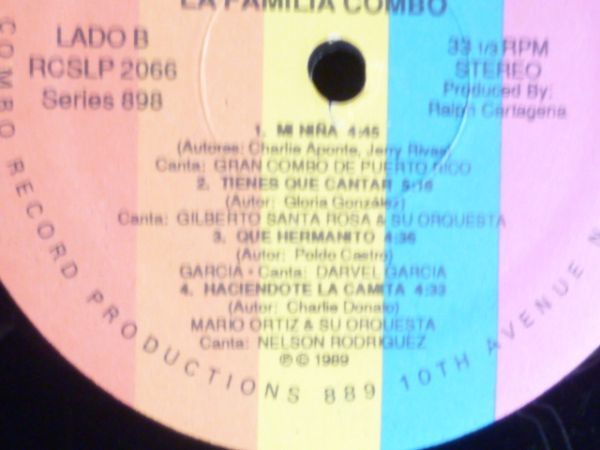 LA FAMILIA COMBO
LADO B
RCSLP 2066
Series 898
33 1/3 RPM
STEREO
Produced By:
Ralph Cartagena
1. MI NIÑA 4:45
(Autores: Charlie Aponte, Jerry Rivas)
Canta: GRAN COMBO DE PUERTO RICO
2. TIENES QUE CANTAR 5:16
(Autor: Gloria González)
Canta: GILBERTO SANTA ROSA & SU ORQUESTA
3. QUE HERMANITO 4:36
(Autor: Poldo Castro)
GARCIA • Canta: DARVEL GARCIA
4. HACIENDOTE LA CAMITA 4:33
(Autor: Charlie Donato)
MARIO ORTIZ & SU ORQUESTA
Canta: NELSON RODRIGUEZ
℗ © 1989
COMBO RECORD PRODUCTIONS 889 10TH AVENUE N